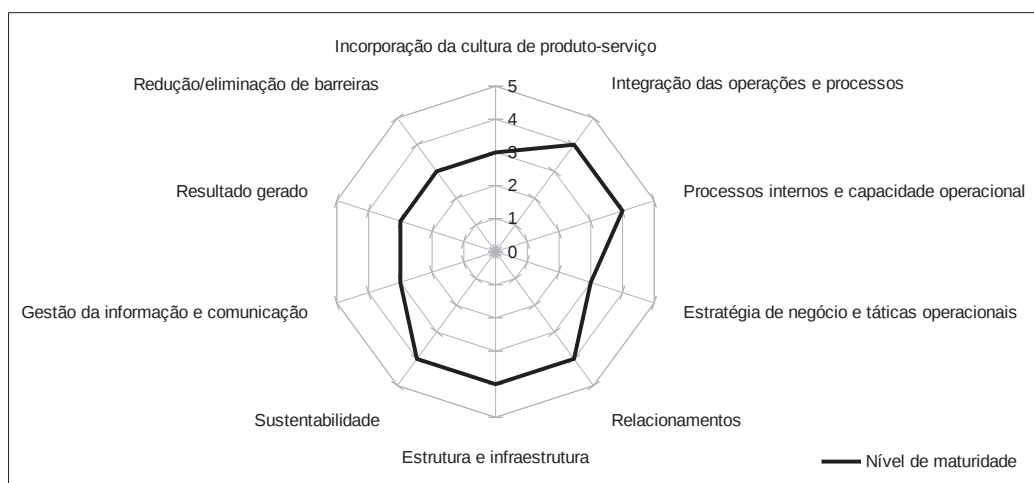 Incorporação da cultura de produto-serviço
Redução/eliminação de barreiras
Integração das operações e processos
5
4
3
2
1
0
Resultado gerado
Processos internos e capacidade operacional
Gestão da informação e comunicação
Estratégia de negócio e táticas operacionais
Sustentabilidade
Relacionamentos
Estrutura e infraestrutura
Nível de maturidade